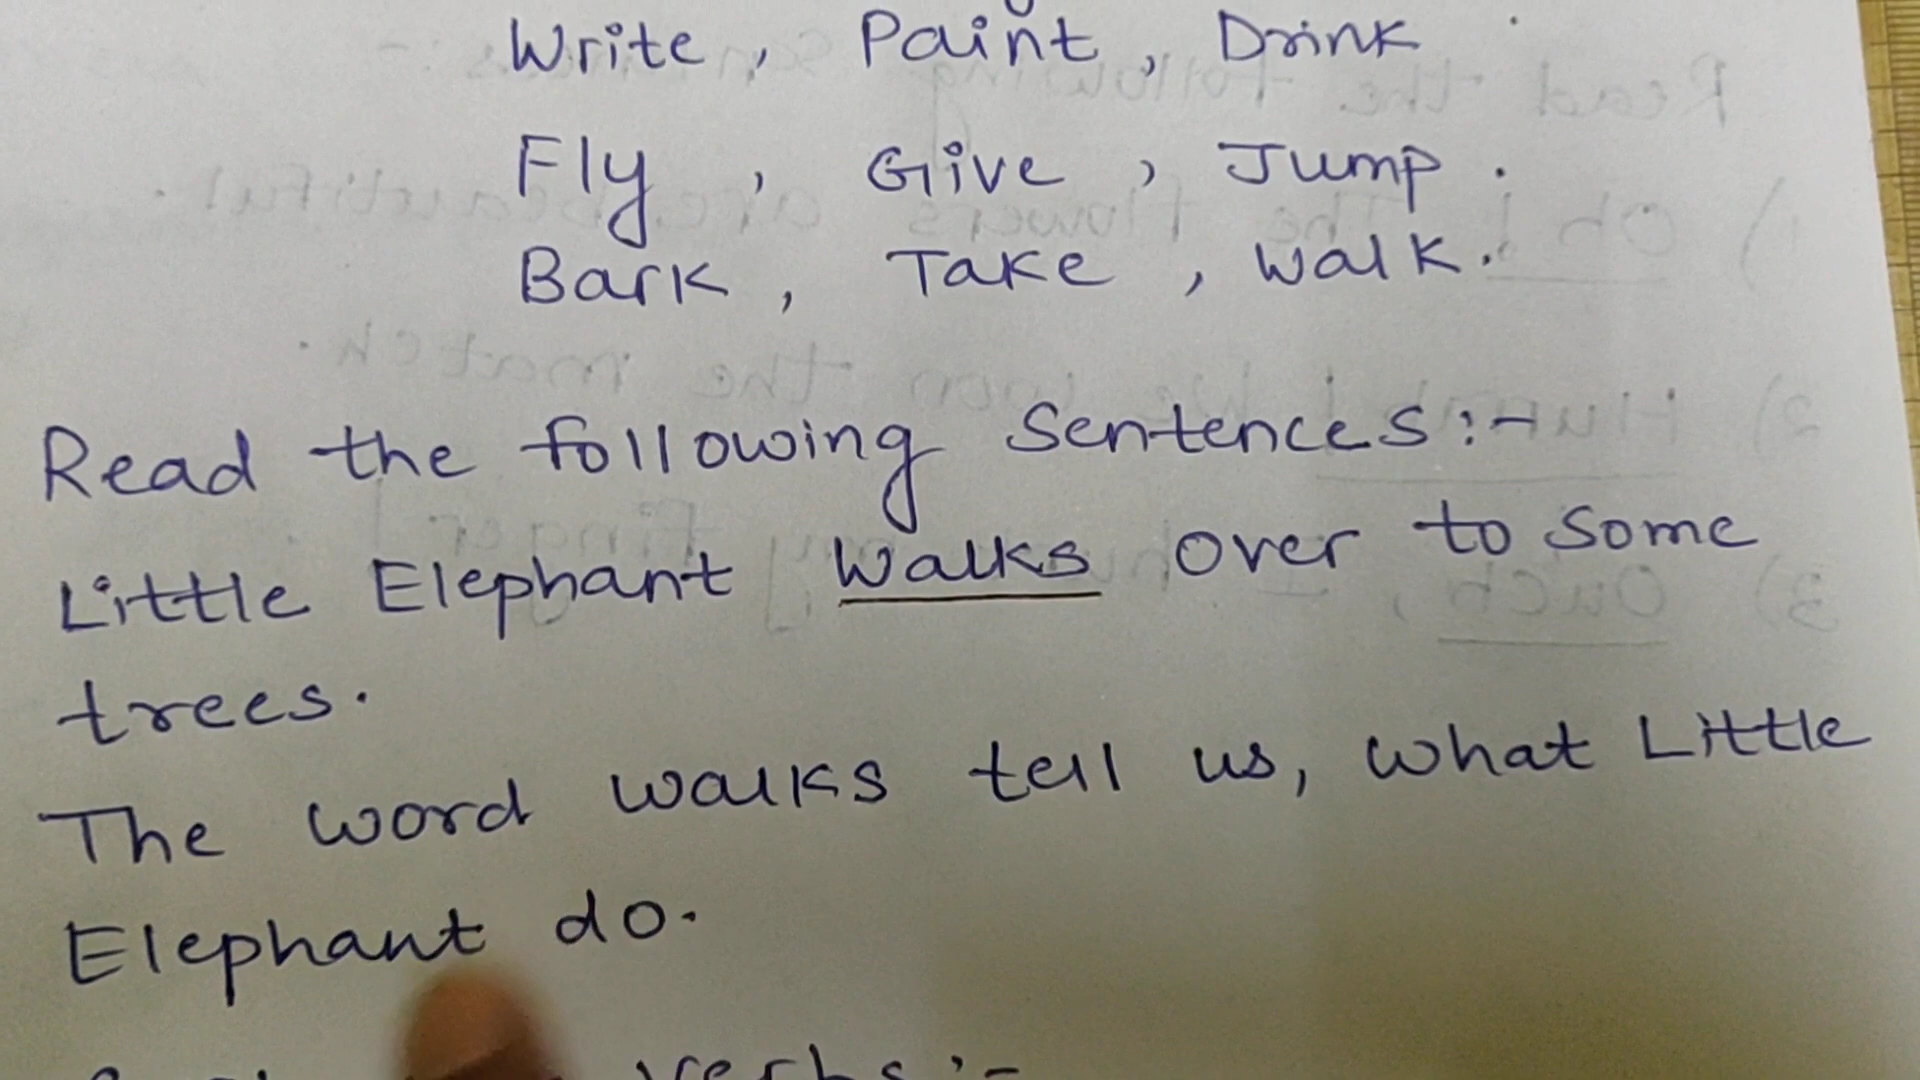 Write, Paint, Drink
Fly, Give, Jump.
Bark, Take, Walk.
Read the following Sentences:-
Little Elephant Walks over to some
trees.
The word walks tell us, what Little
Elephant do.
verbs:-